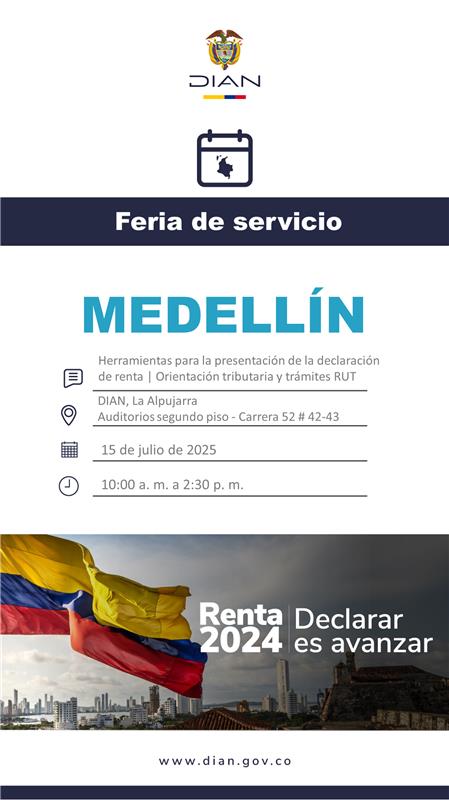 DIAN
Feria de servicio
MEDELLÍN
Herramientas para la presentación de la declaración
de renta | Orientación tributaria y trámites RUT
DIAN, La Alpujarra
Auditorios segundo piso - Carrera 52 # 42-43
15 de julio de 2025
10:00 a. m. a 2:30 p. m.
Renta
2024
Declarar
es avanzar
www.dian.gov.co